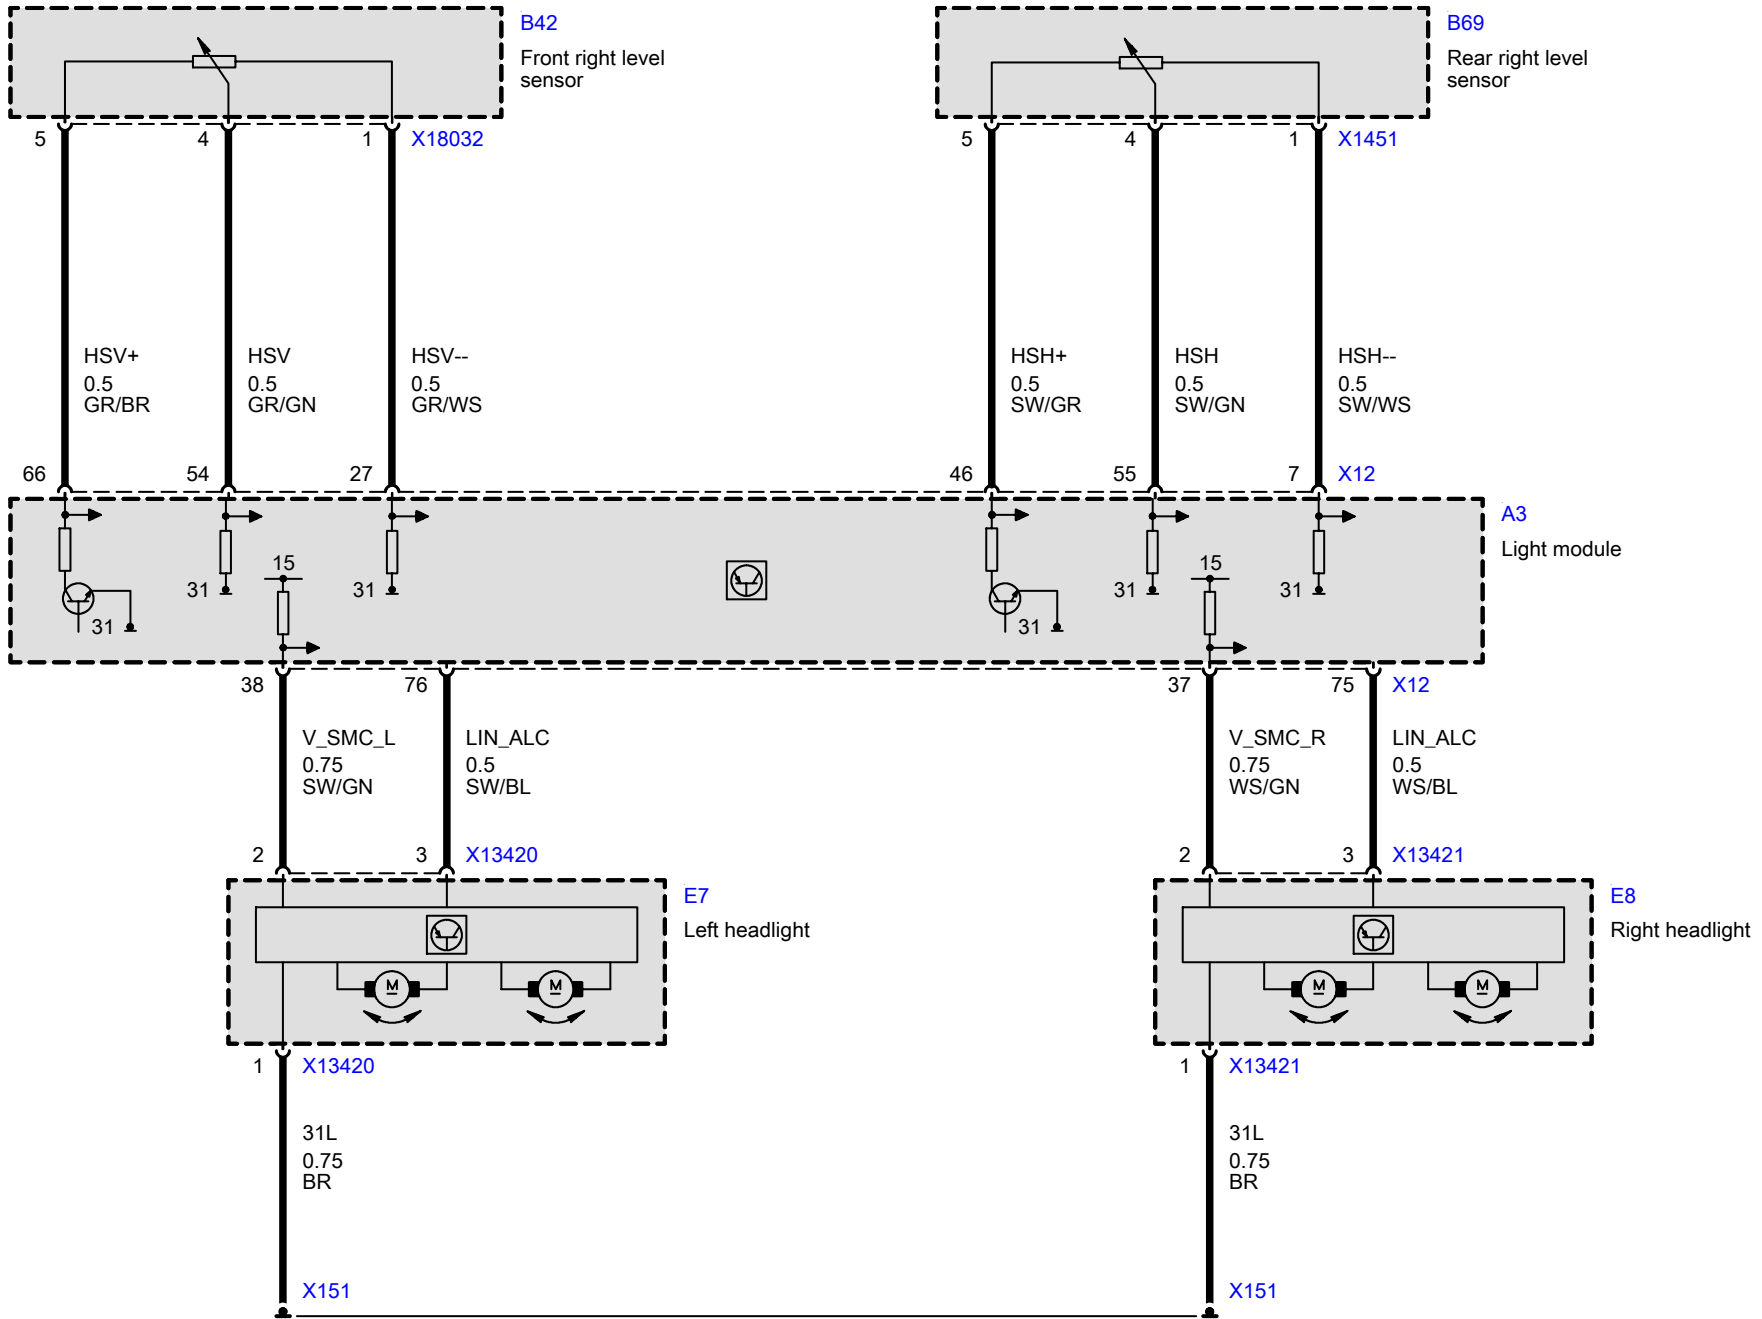 B42
Front right level
sensor
B69
Rear right level
sensor
5 4 1 X18032
5 4 1 X1451
HSV+
0.5
GR/BR
HSV
0.5
GR/GN
HSV--
0.5
GR/WS
HSH+
0.5
SW/GR
HSH
0.5
SW/GN
HSH--
0.5
SW/WS
66 54 27 46 55 7 X12
A3
Light module
15
15
31 31 31 31
31 31
38 76 37 75 X12
V_SMC_L
0.75
SW/GN
LIN_ALC
0.5
SW/BL
V_SMC_R
0.75
WS/GN
LIN_ALC
0.5
WS/BL
2 3 X13420
2 3 X13421
E7
Left headlight
E8
Right headlight
M M M M
1 X13420
1 X13421
31L
0.75
BR
31L
0.75
BR
X151
X151